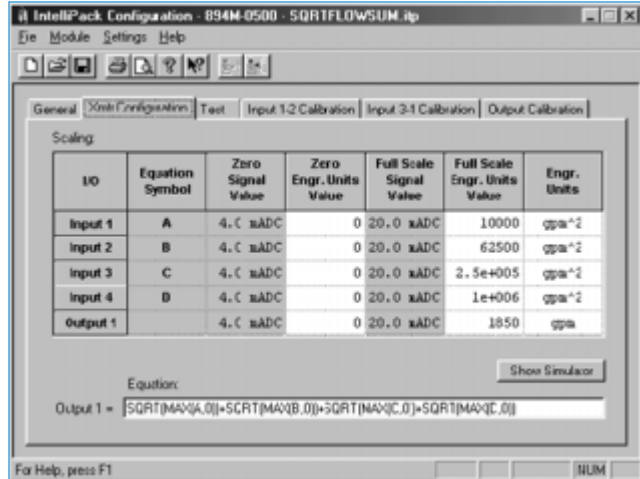 IntelliPack Configuration - 894M-0500 - SQRTFLOWSUM.itp
File Module Settings Help
General Xmtr Configuration Test Input 1-2 Calibration Input 3-4 Calibration Output Calibration
Scaling:
I/O Equation Symbol Zero Signal Value Zero Engr. Units Value Full Scale Signal Value Full Scale Engr. Units Value Engr. Units
Input 1 A 4.0 mADC 0 20.0 mADC 10000 gpm^2
Input 2 B 4.0 mADC 0 20.0 mADC 62500 gpm^2
Input 3 C 4.0 mADC 0 20.0 mADC 2.5e+005 gpm^2
Input 4 D 4.0 mADC 0 20.0 mADC 1e+006 gpm^2
Output 1 4.0 mADC 0 20.0 mADC 1850 gpm
Show Simulator
Equation:
Output 1 = SQRT(MAX(A,0))+SQRT(MAX(B,0))+SQRT(MAX(C,0))+SQRT(MAX(C,0))
For Help, press F1
NUM